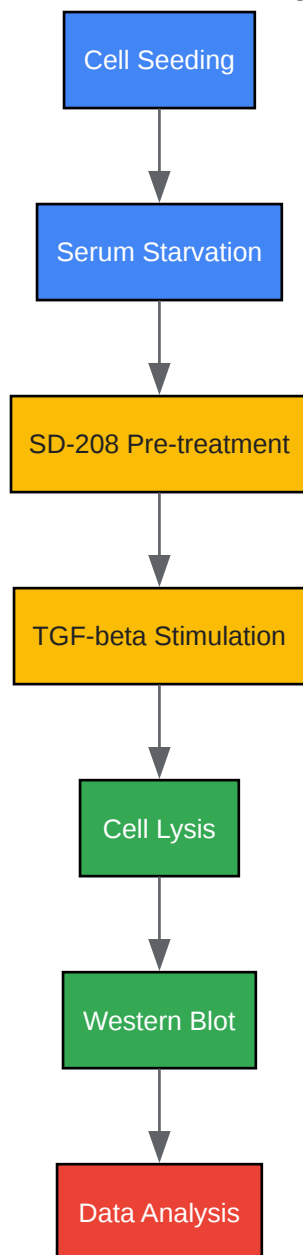 Cell Seeding
Serum Starvation
SD-208 Pre-treatment
TGF-beta Stimulation
Cell Lysis
Western Blot
Data Analysis